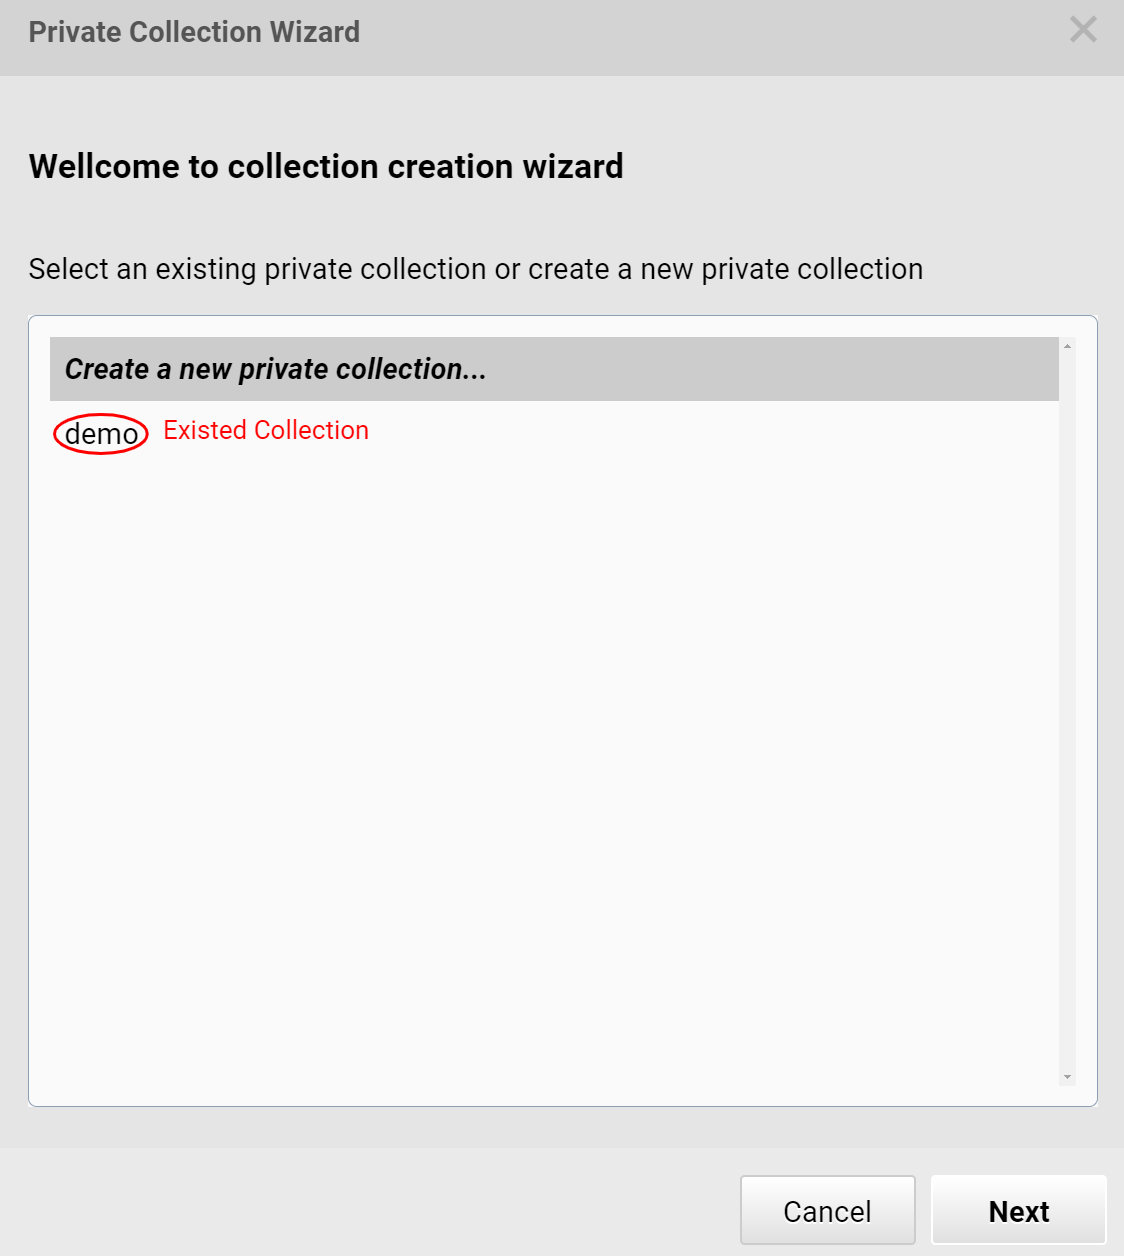 Private Collection Wizard
Wellcome to collection creation wizard
Select an existing private collection or create a new private collection
Create a new private collection...
demo Existed Collection
Cancel Next